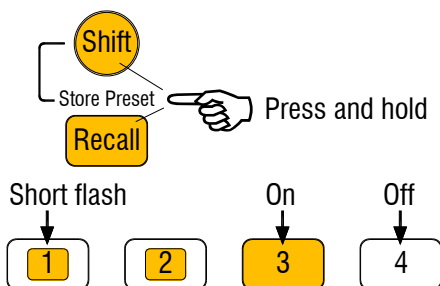 Shift
Store Preset
Press and hold
Recall
Short flash On Off
1 2 3 4